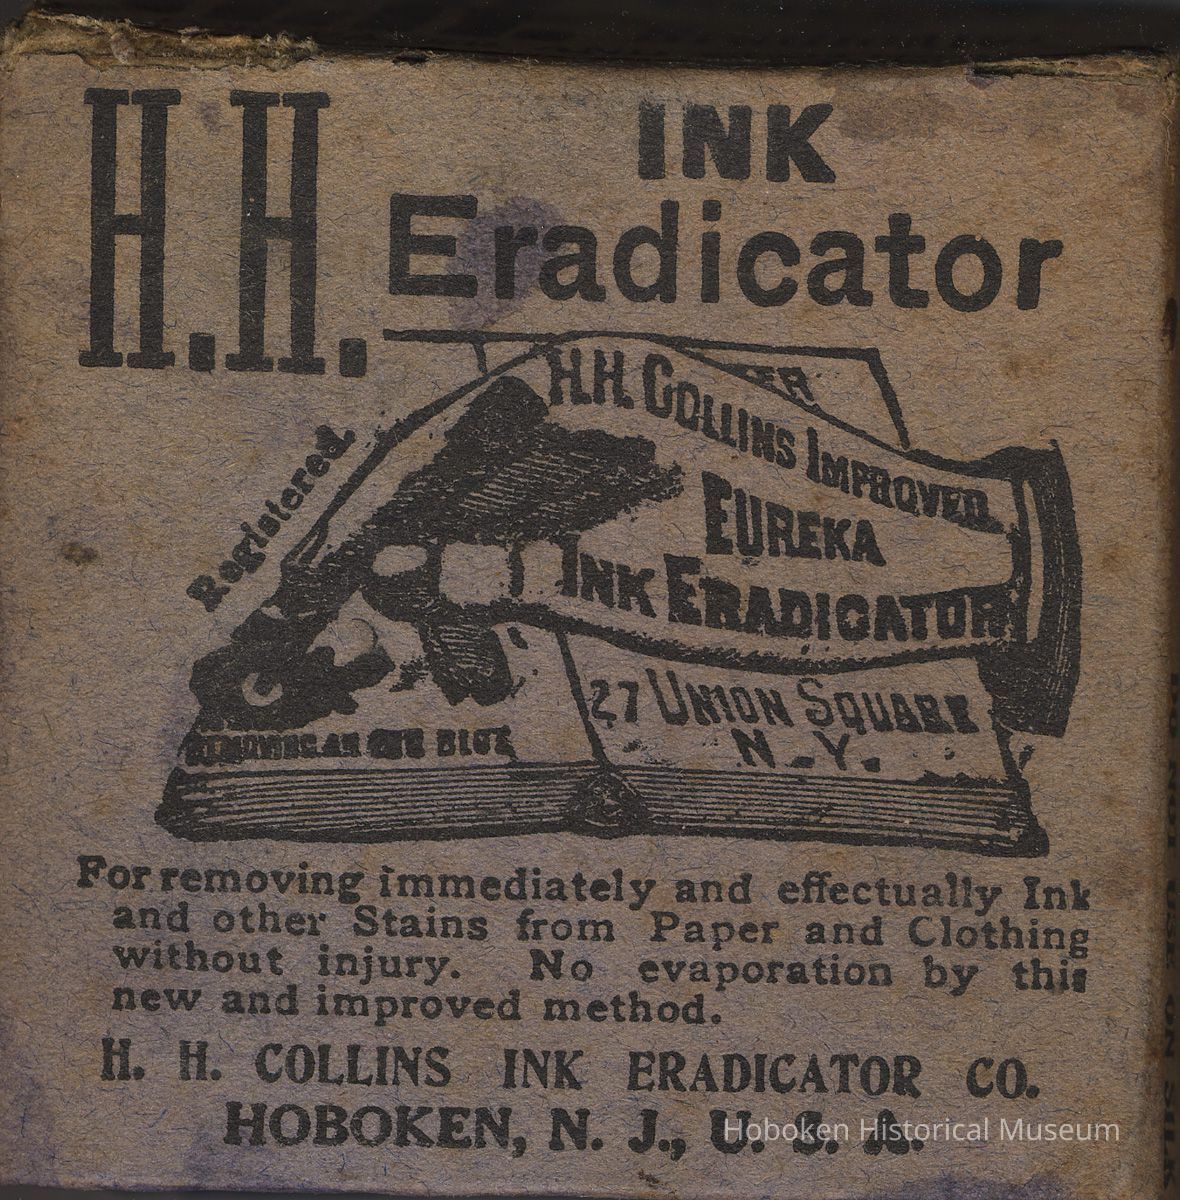 H.H. INK
Eradicator
Registered
ER
H.H. COLLINS IMPROVED
EUREKA
INK ERADICATOR
27 UNION SQUARE
N.Y.
BLOT
For removing immediately and effectually Ink
and other Stains from Paper and Clothing
without injury. No evaporation by this
new and improved method.
H. H. COLLINS INK ERADICATOR CO.
HOBOKEN, N. J., U. S. A.
Hoboken Historical Museum